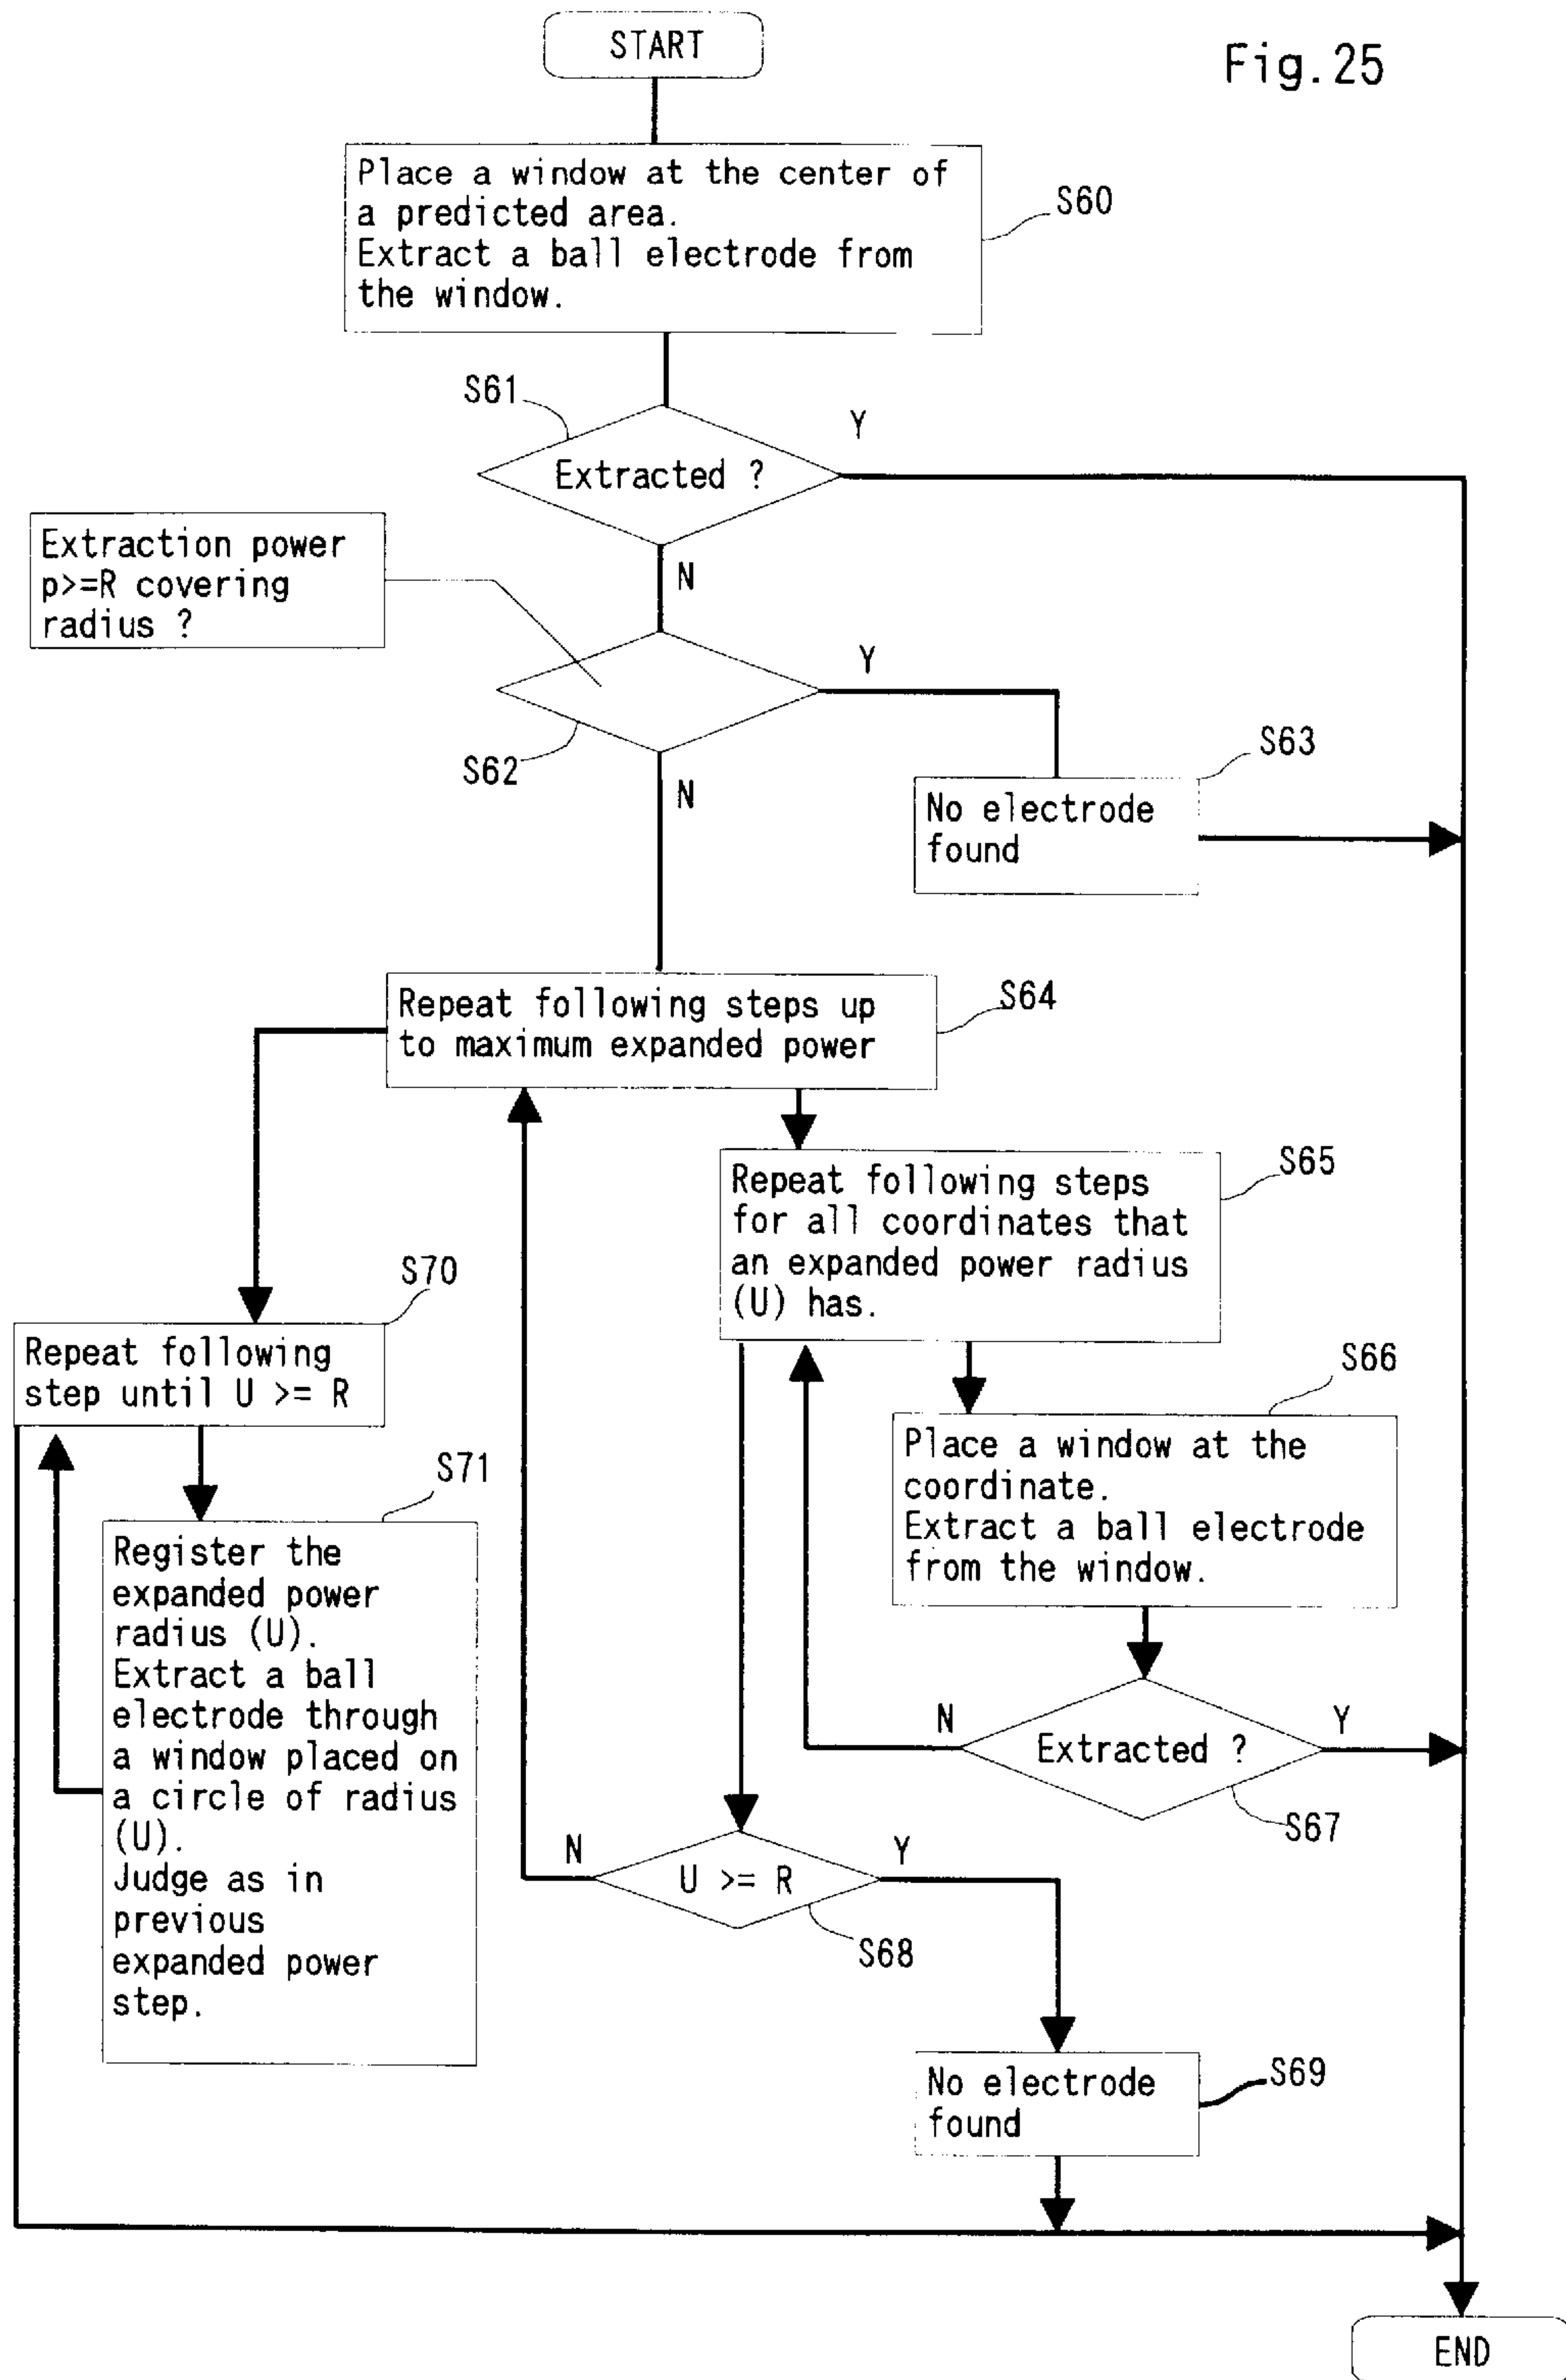 START
Fig.25
Place a window at the center of
a predicted area.
Extract a ball electrode from
the window.
S60
S61
Extracted ?
Y
N
Extraction power
p>=R covering
radius ?
Y
S62
N
S63
No electrode
found
Repeat following steps up
to maximum expanded power
S64
Repeat following steps
for all coordinates that
an expanded power radius
(U) has.
S65
S70
Repeat following
step until U >= R
S66
Place a window at the
coordinate.
Extract a ball electrode
from the window.
S71
Register the
expanded power
radius (U).
Extract a ball
electrode through
a window placed on
a circle of radius
(U).
Judge as in
previous
expanded power
step.
N
Extracted ?
Y
S67
N
U >= R
Y
S68
No electrode
found
S69
END